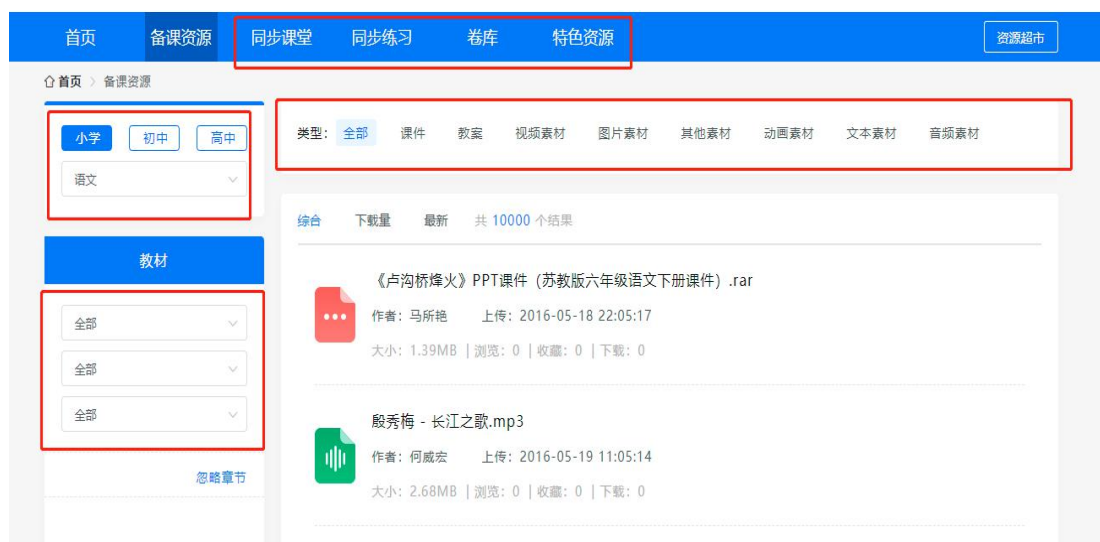 首页 备课资源 同步课堂 同步练习 卷库 特色资源 资源超市
首页 > 备课资源
小学 初中 高中
语文
教材
全部
全部
全部
忽略章节
类型: 全部 课件 教案 视频素材 图片素材 其他素材 动画素材 文本素材 音频素材
综合 下载量 最新 共 10000 个结果
《卢沟桥烽火》PPT课件（苏教版六年级语文下册课件）.rar
作者: 马所艳 上传: 2016-05-18 22:05:17
大小: 1.39MB | 浏览: 0 | 收藏: 0 | 下载: 0
殷秀梅 - 长江之歌.mp3
作者: 何威宏 上传: 2016-05-19 11:05:14
大小: 2.68MB | 浏览: 0 | 收藏: 0 | 下载: 0